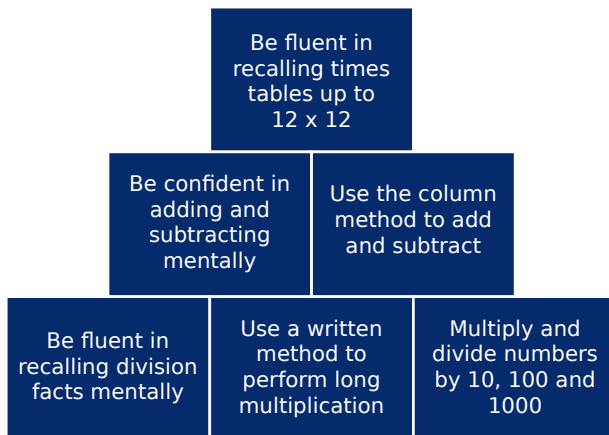 Be fluent in
recalling times
tables up to
12 x 12
Be confident in
adding and
subtracting
mentally
Use the column
method to add
and subtract
Be fluent in
recalling division
facts mentally
Use a written
method to
perform long
multiplication
Multiply and
divide numbers
by 10, 100 and
1000